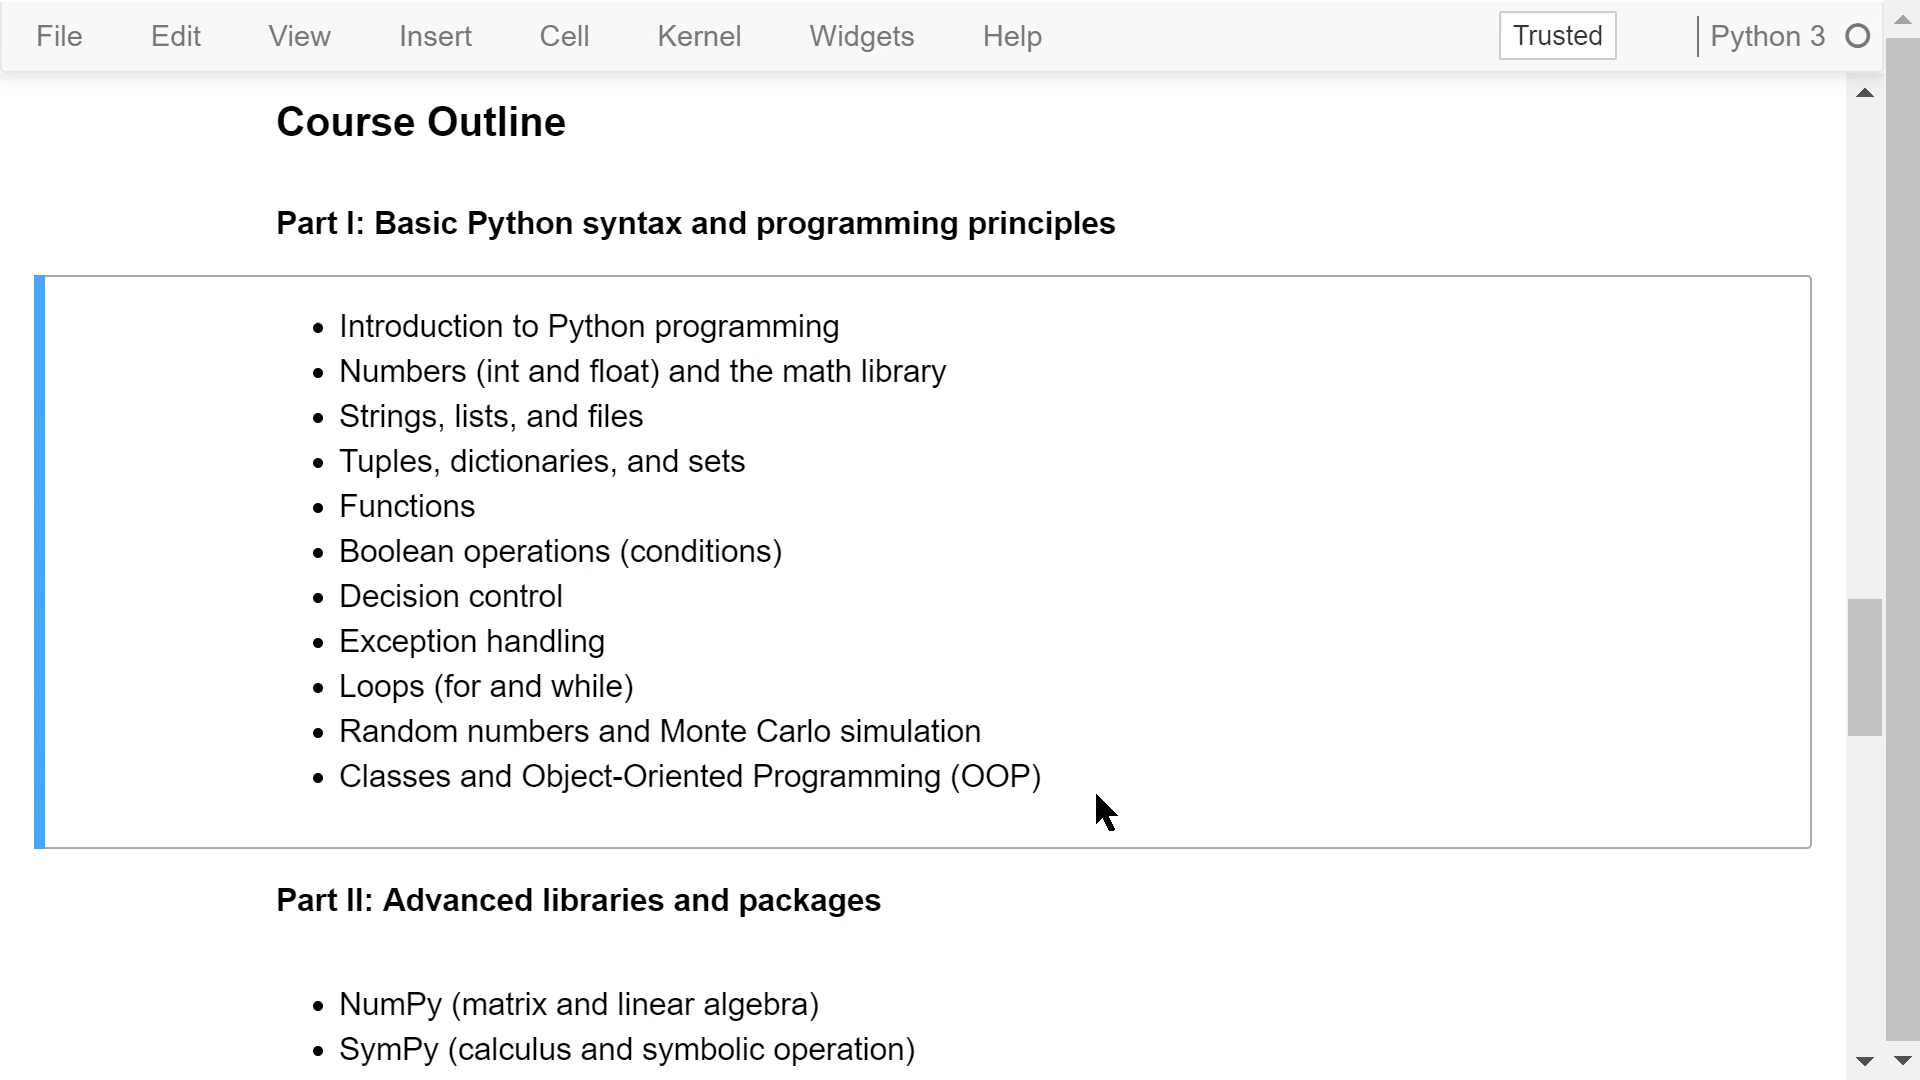 File Edit View Insert Cell Kernel Widgets Help Trusted Python 3
Course Outline
Part I: Basic Python syntax and programming principles
• Introduction to Python programming
• Numbers (int and float) and the math library
• Strings, lists, and files
• Tuples, dictionaries, and sets
• Functions
• Boolean operations (conditions)
• Decision control
• Exception handling
• Loops (for and while)
• Random numbers and Monte Carlo simulation
• Classes and Object-Oriented Programming (OOP)
Part II: Advanced libraries and packages
• NumPy (matrix and linear algebra)
• SymPy (calculus and symbolic operation)